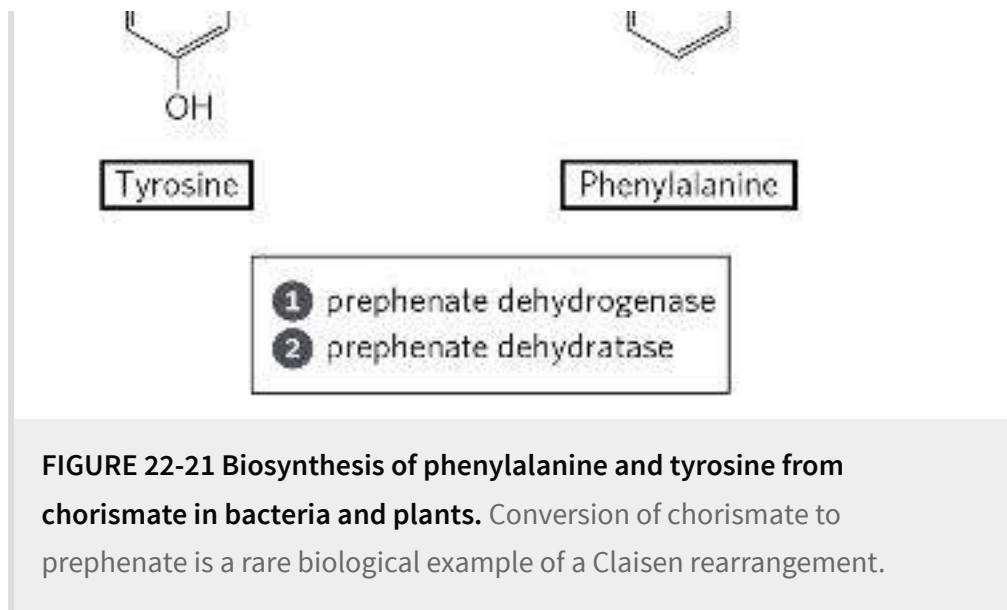 OH
Tyrosine
Phenylalanine
1 prephenate dehydrogenase
2 prephenate dehydratase
FIGURE 22-21 Biosynthesis of phenylalanine and tyrosine from
chorismate in bacteria and plants. Conversion of chorismate to
prephenate is a rare biological example of a Claisen rearrangement.